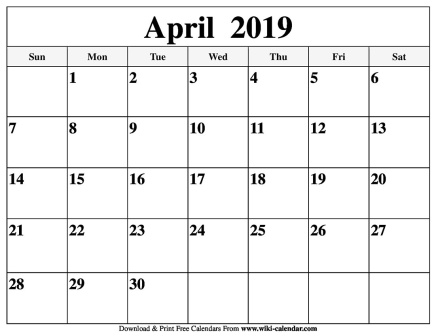 April 2019
Sun Mon Tue Wed Thu Fri Sat
1 2 3 4 5 6
7 8 9 10 11 12 13
14 15 16 17 18 19 20
21 22 23 24 25 26 27
28 29 30
Download & Print Free Calendars From www.wiki-calendar.com